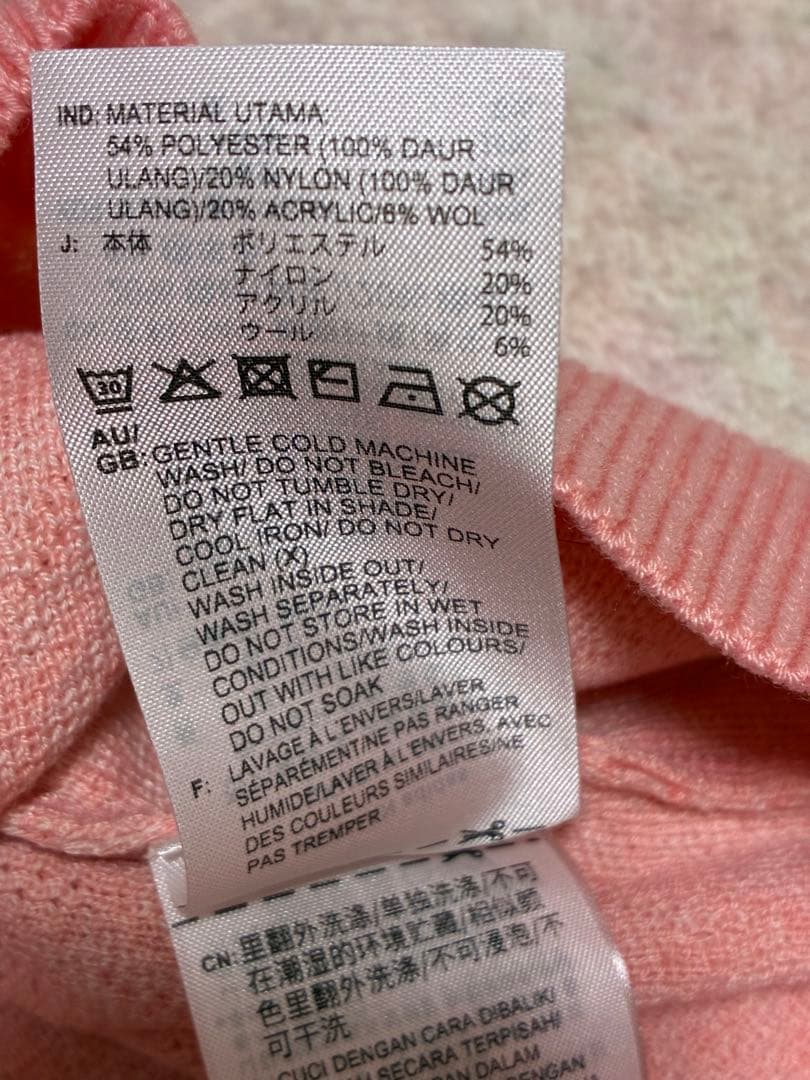 IND: MATERIAL UTAMA:
54% POLYESTER (100% DAUR
ULANG)/20% NYLON (100% DAUR
ULANG)/20% ACRYLIC/6% WOL
J: 本体 ポリエステル 54%
ナイロン 20%
アクリル 20%
ウール 6%
30
AU/
GB: GENTLE COLD MACHINE
WASH/ DO NOT BLEACH/
DO NOT TUMBLE DRY/
DRY FLAT IN SHADE/
COOL IRON/ DO NOT DRY
CLEAN (X)
WASH INSIDE OUT/
WASH SEPARATELY/
DO NOT STORE IN WET
CONDITIONS/WASH INSIDE
OUT WITH LIKE COLOURS/
DO NOT SOAK
F: LAVAGE À L'ENVERS/LAVER
SÉPARÉMENT/NE PAS RANGER
HUMIDE/LAVER À L'ENVERS, AVEC
DES COULEURS SIMILAIRES/NE
PAS TREMPER
CN: 里翻外洗涤/单独洗涤/不可
在潮湿的环境贮藏/相似颜
色里翻外洗涤/不可浸泡/不
可干洗
CUCI DENGAN CARA DIBALIK/
SECARA TERPISAH/
DALAM
DENGAN